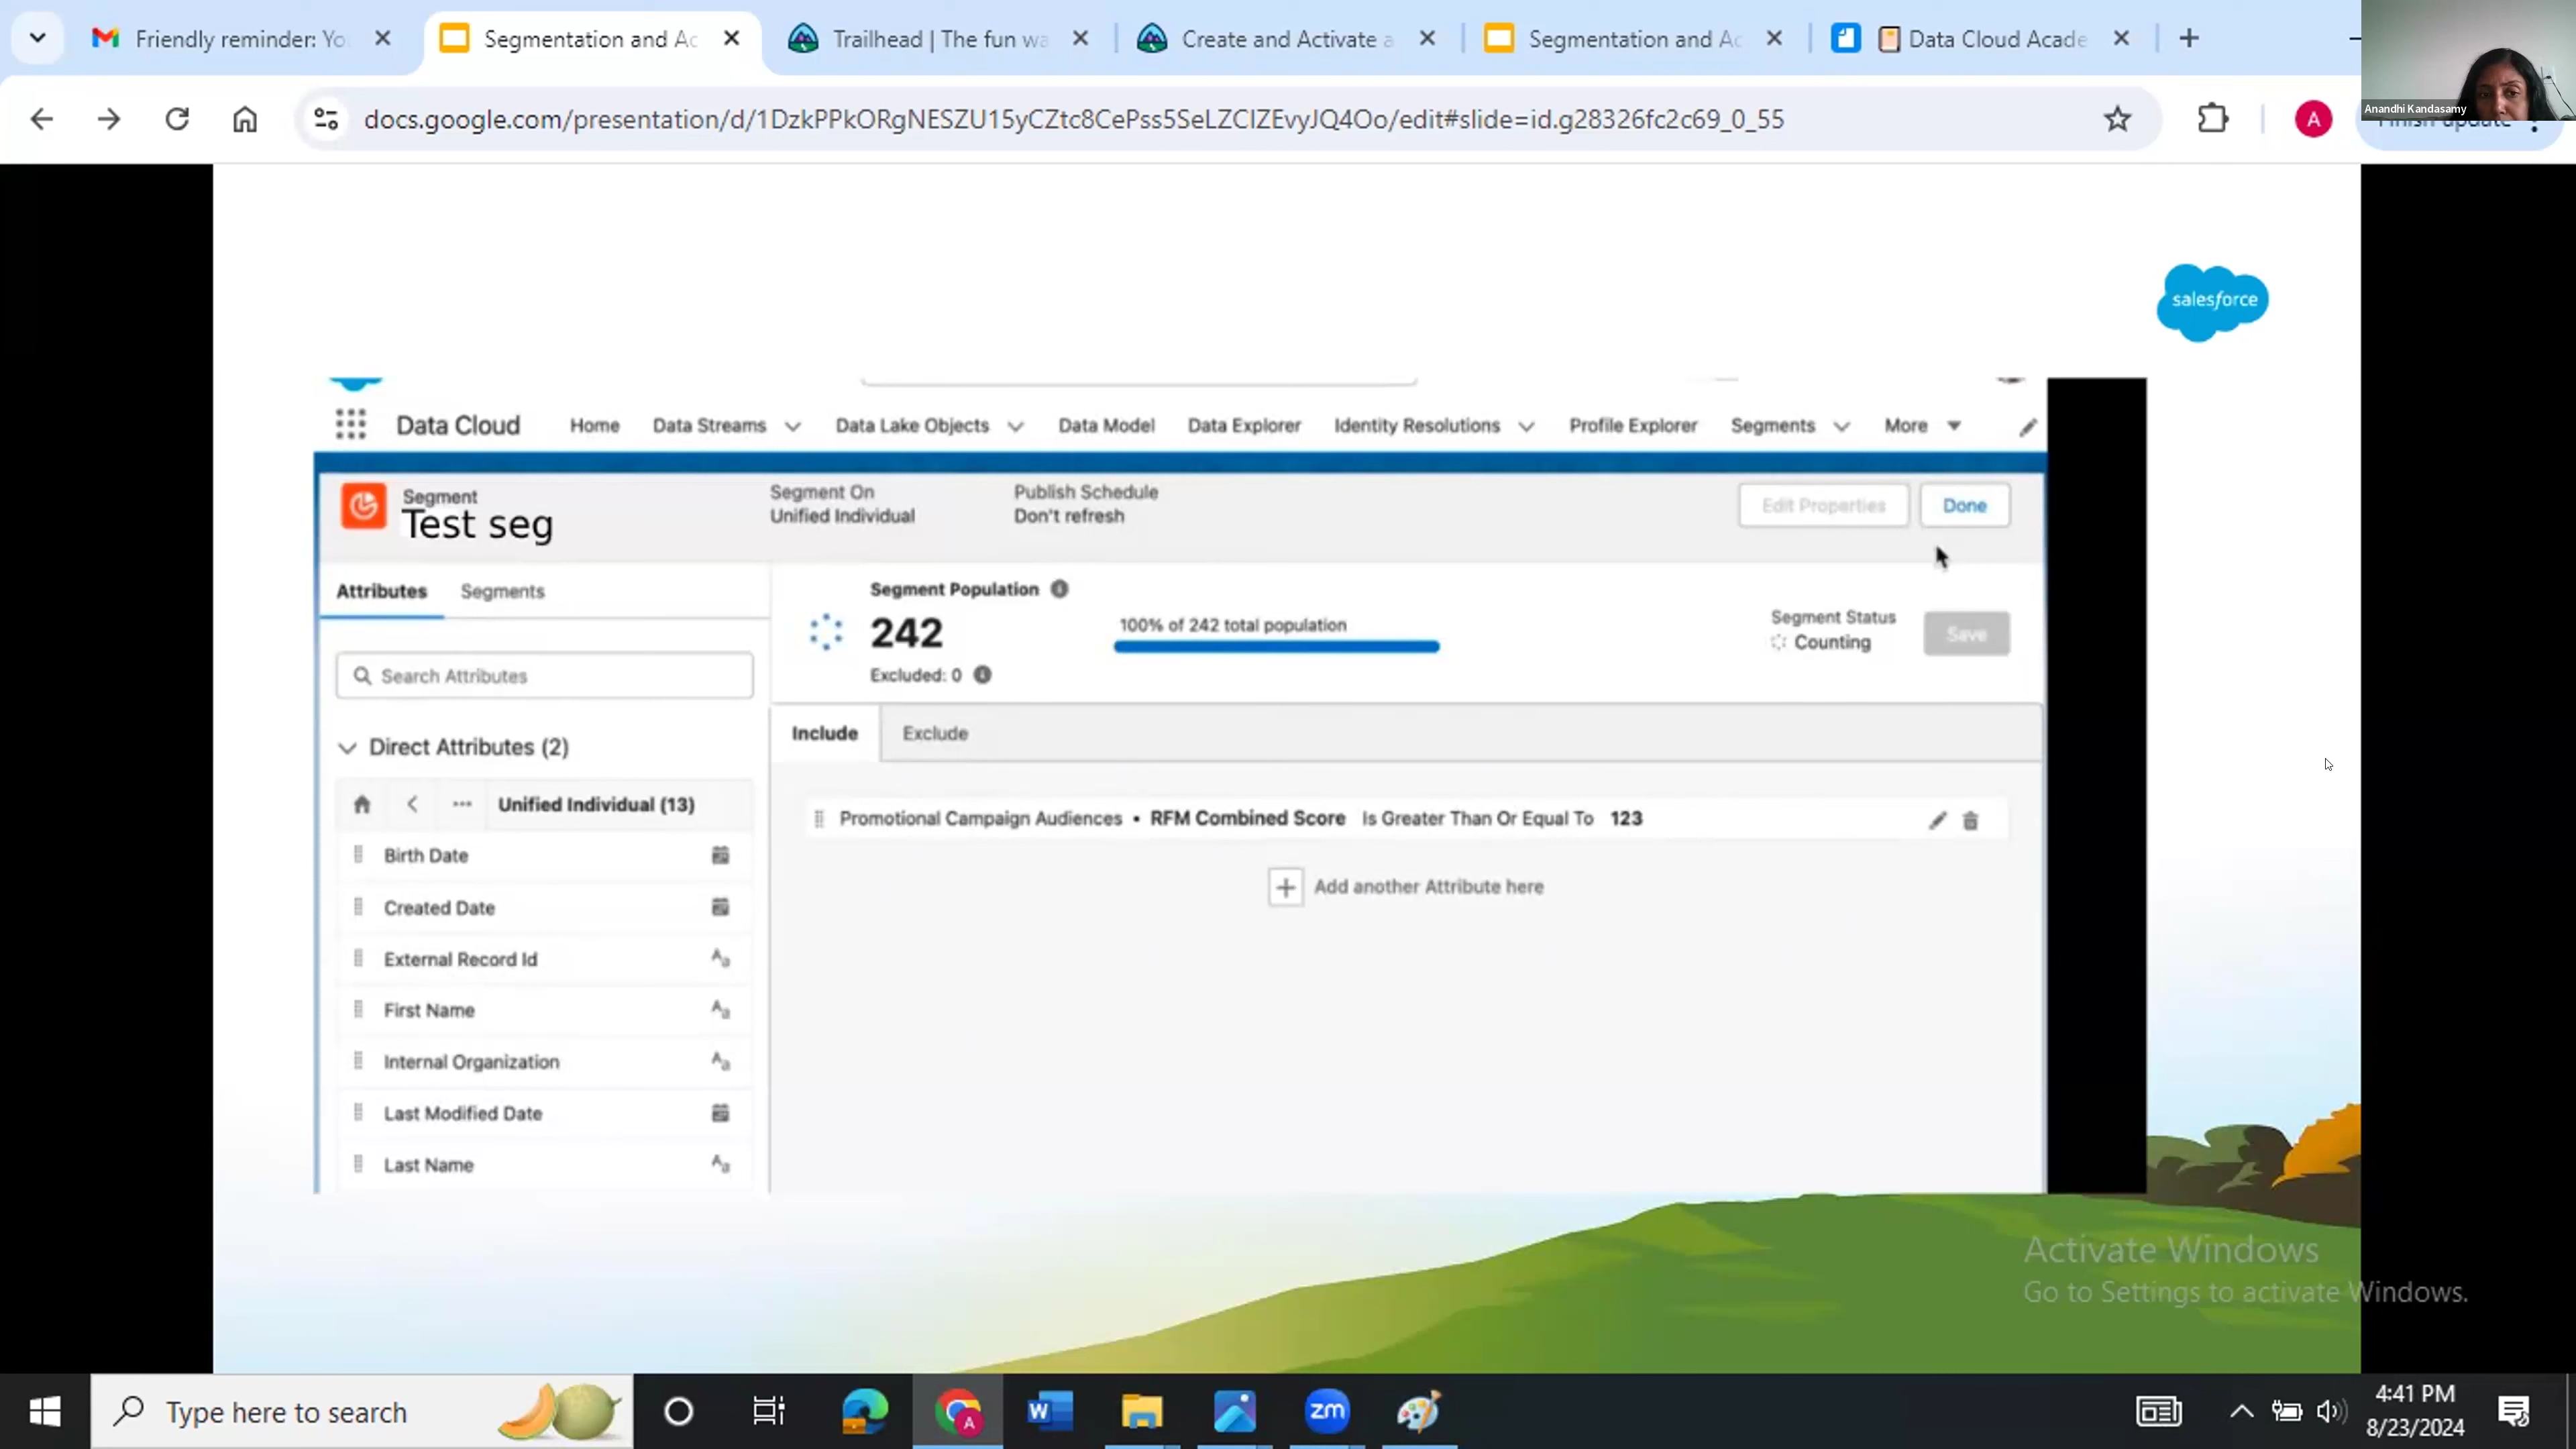 Friendly reminder: Yo
Segmentation and Ac
Trailhead | The fun wa
Create and Activate a
Segmentation and Ac
Data Cloud Acade
Anandhi Kandasamy
docs.google.com/presentation/d/1DzkPPkORgNESZU15yCZtc8CePss5SeLZCIZEvyJQ4Oo/edit#slide=id.g28326fc2c69_0_55
A
Finish update
salesforce
Data Cloud
Home
Data Streams
Data Lake Objects
Data Model
Data Explorer
Identity Resolutions
Profile Explorer
Segments
More
Segment
Test seg
Segment On
Unified Individual
Publish Schedule
Don't refresh
Edit Properties
Done
Attributes
Segments
Segment Population
242
Excluded: 0
100% of 242 total population
Segment Status
Counting
Save
Search Attributes
Include
Exclude
Direct Attributes (2)
Unified Individual (13)
Birth Date
Created Date
External Record Id
Aa
First Name
Aa
Internal Organization
Aa
Last Modified Date
Last Name
Aa
Promotional Campaign Audiences • RFM Combined Score Is Greater Than Or Equal To 123
Add another Attribute here
Activate Windows
Go to Settings to activate Windows.
Type here to search
A
W
zm
4:41 PM
8/23/2024